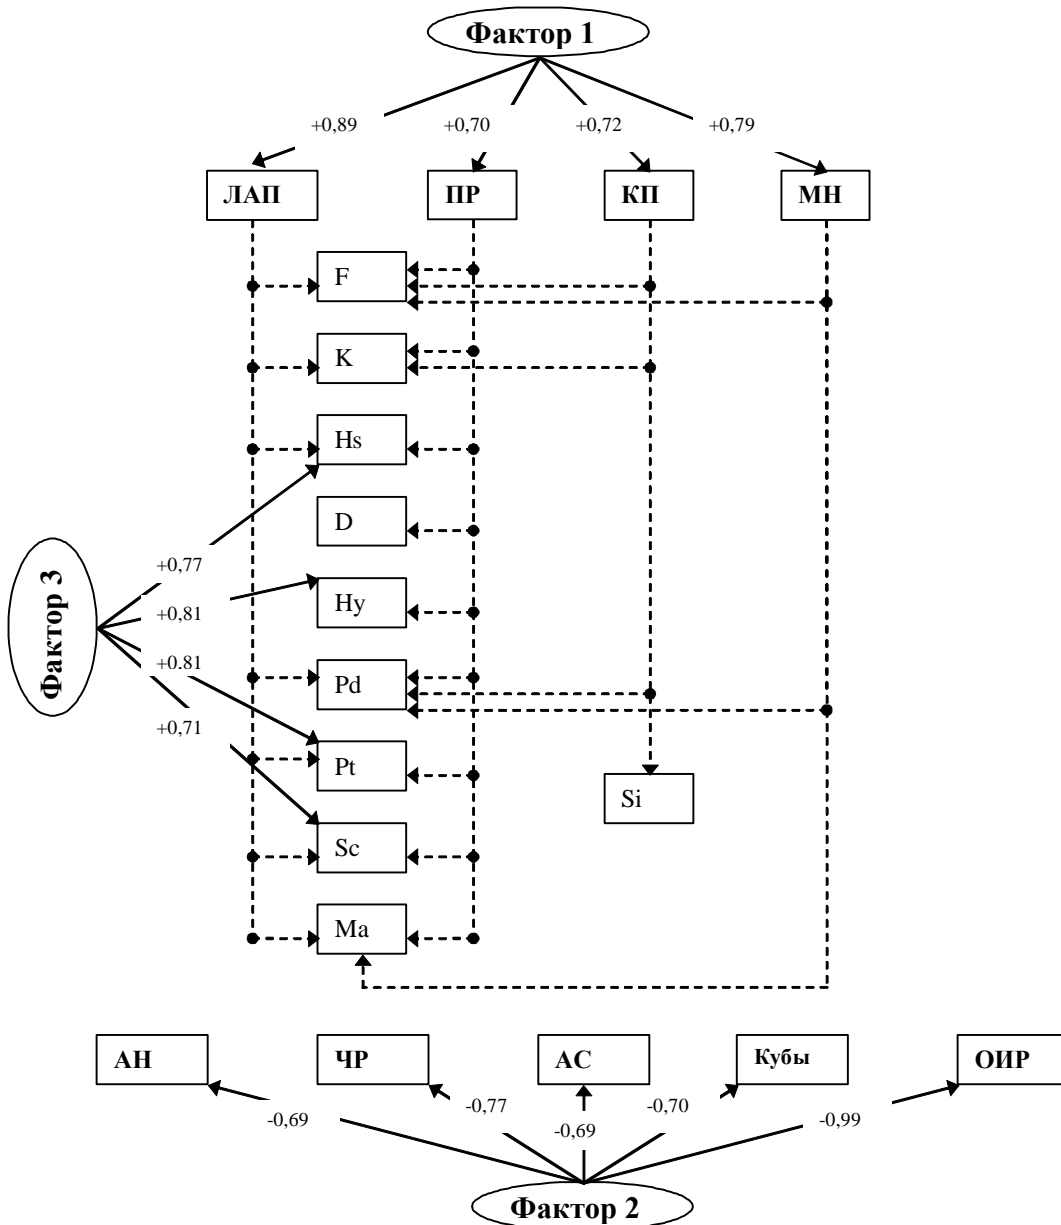 Фактор 1
+0,89
+0,70
+0,72
+0,79
ЛАП
ПР
КП
МН
F
K
Hs
D
Hy
Pd
Pt
Sc
Ma
Si
Фактор 3
+0,77
+0,81
+0,81
+0,71
АН
ЧР
АС
Кубы
ОИР
-0,69
-0,77
-0,69
-0,70
-0,99
Фактор 2